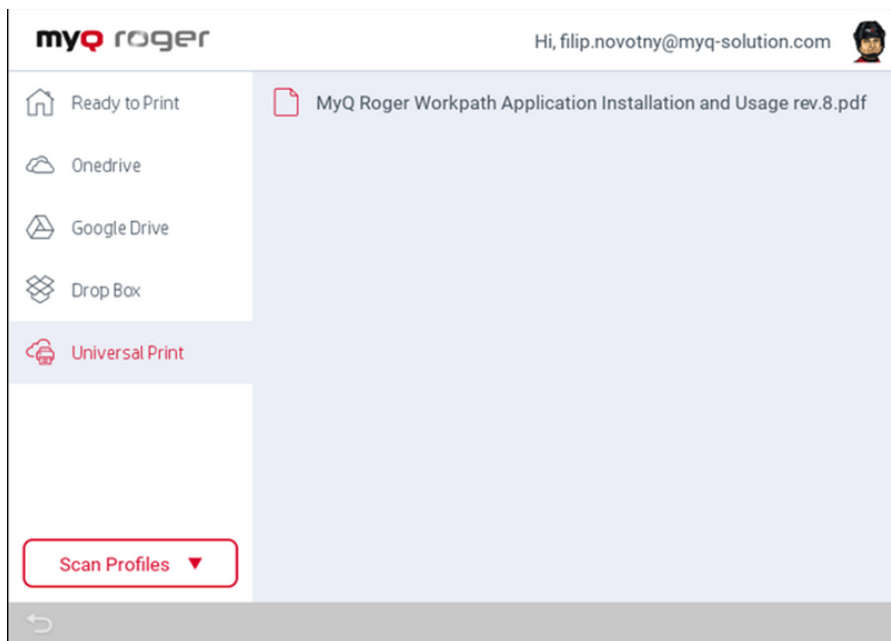 myQ roger
Hi, filip.novotny@myq-solution.com
Ready to Print
Onedrive
Google Drive
Drop Box
Universal Print
Scan Profiles
MyQ Roger Workpath Application Installation and Usage rev.8.pdf